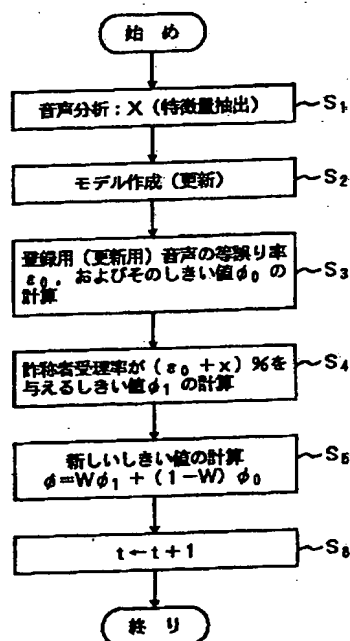 始め
音声分析：X（特徴量抽出） S₁
モデル作成（更新） S₂
登録用（更新用）音声の等誤り率
ε₀，およびそのしきい値φ₀ の
計算 S₃
詐称者受理率が（ε₀ + x）％を
与えるしきい値φ₁ の計算 S₄
新しいしきい値の計算
φ=Wφ₁ +（1−W）φ₀ S₅
t←t+1 S₆
終り